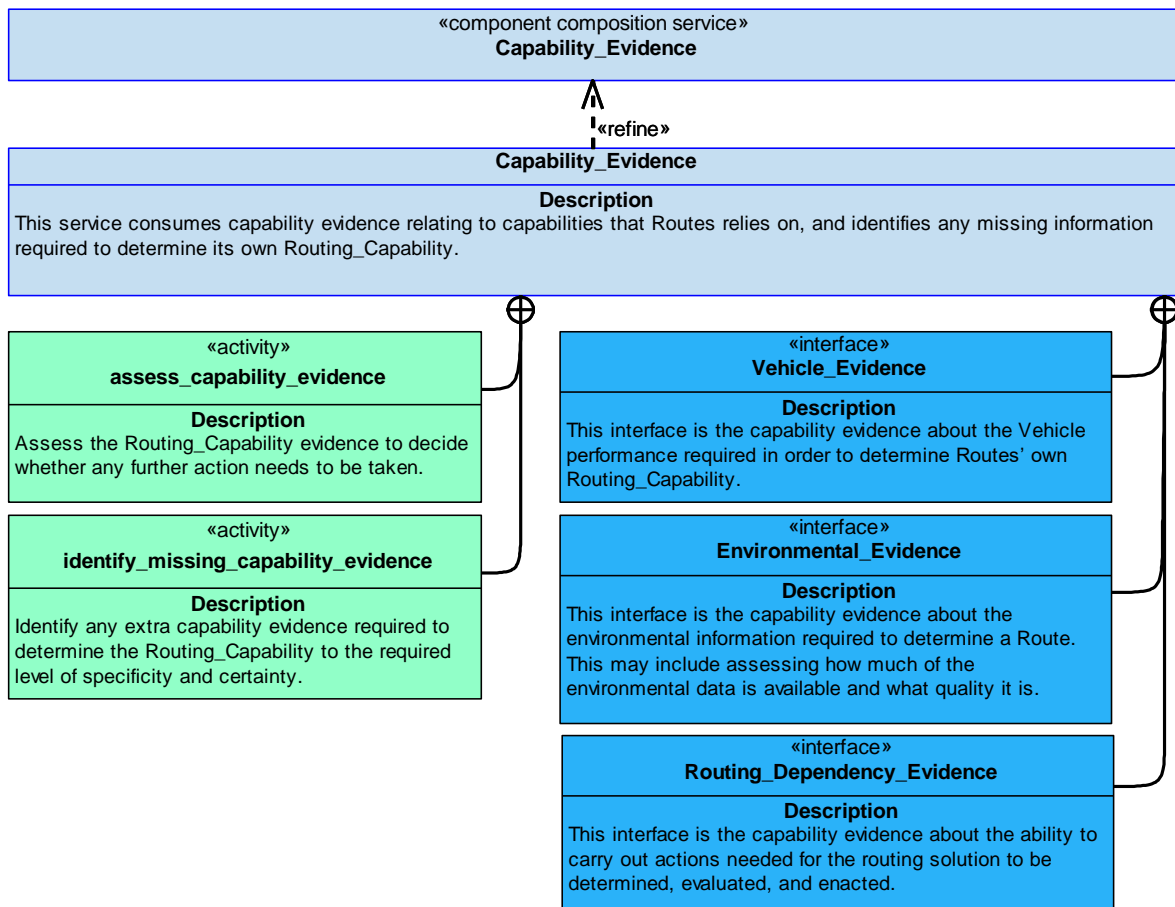 «component composition service»
Capability_Evidence
«refine»
Capability_Evidence
Description
This service consumes capability evidence relating to capabilities that Routes relies on, and identifies any missing information
required to determine its own Routing_Capability.
«activity»
assess_capability_evidence
Description
Assess the Routing_Capability evidence to decide
whether any further action needs to be taken.
«activity»
identify_missing_capability_evidence
Description
Identify any extra capability evidence required to
determine the Routing_Capability to the required
level of specificity and certainty.
«interface»
Vehicle_Evidence
Description
This interface is the capability evidence about the Vehicle
performance required in order to determine Routes’ own
Routing_Capability.
«interface»
Environmental_Evidence
Description
This interface is the capability evidence about the
environmental information required to determine a Route.
This may include assessing how much of the
environmental data is available and what quality it is.
«interface»
Routing_Dependency_Evidence
Description
This interface is the capability evidence about the ability to
carry out actions needed for the routing solution to be
determined, evaluated, and enacted.